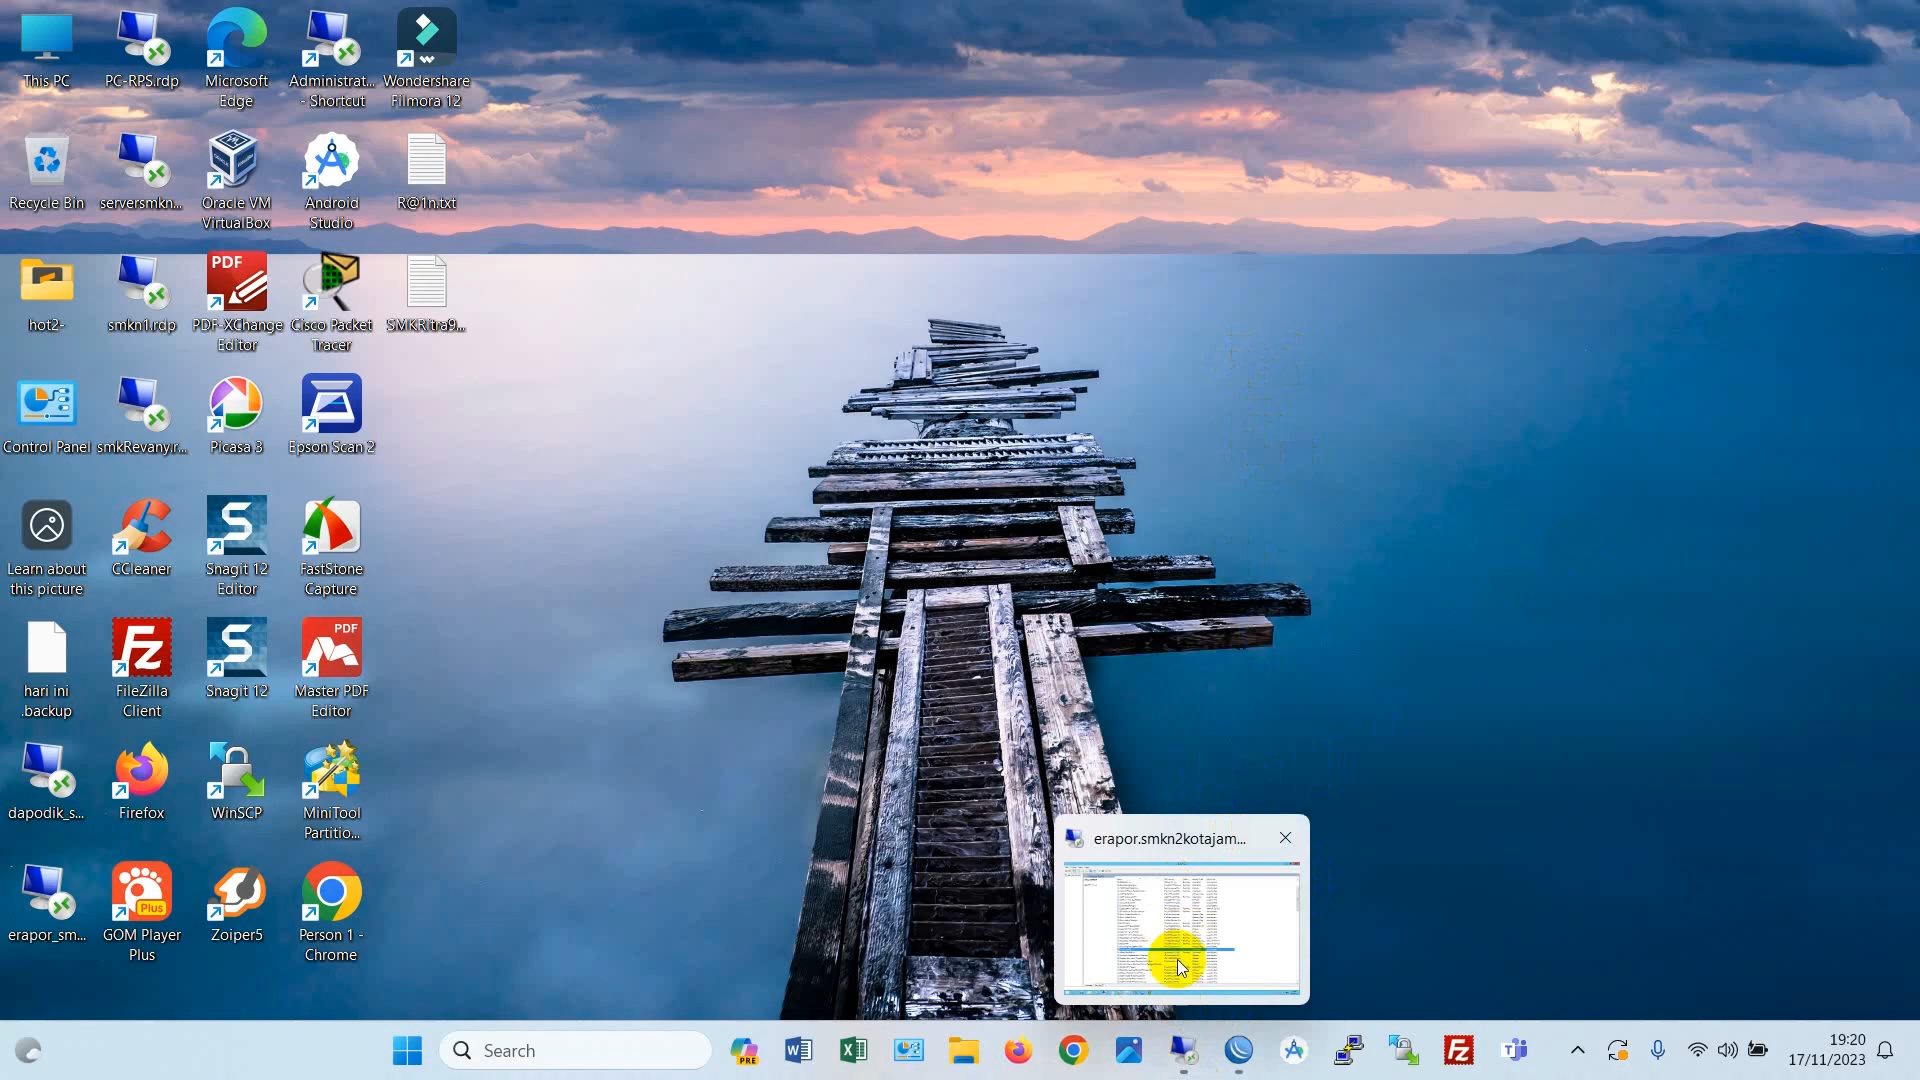 This PC
PC-RPS.rdp
Microsoft
Edge
Administrat...
- Shortcut
Wondershare
Filmora 12
Recycle Bin
serversmkn...
Oracle VM
VirtualBox
Android
Studio
R@1n.txt
hot2-
smkn1.rdp
PDF
PDF-XChange
Editor
Cisco Packet
Tracer
SMKRitra9...
Control Panel
smkRevany.r...
Picasa 3
Epson Scan 2
Learn about
this picture
CCleaner
Snagit 12
Editor
FastStone
Capture
hari ini
.backup
FileZilla
Client
Snagit 12
PDF
Master PDF
Editor
dapodik_s...
Firefox
WinSCP
MiniTool
Partitio...
erapor_sm...
Plus
GOM Player
Plus
Zoiper5
Person 1 -
Chrome
erapor.smkn2kotajam...
Search
PRE
19:20
17/11/2023